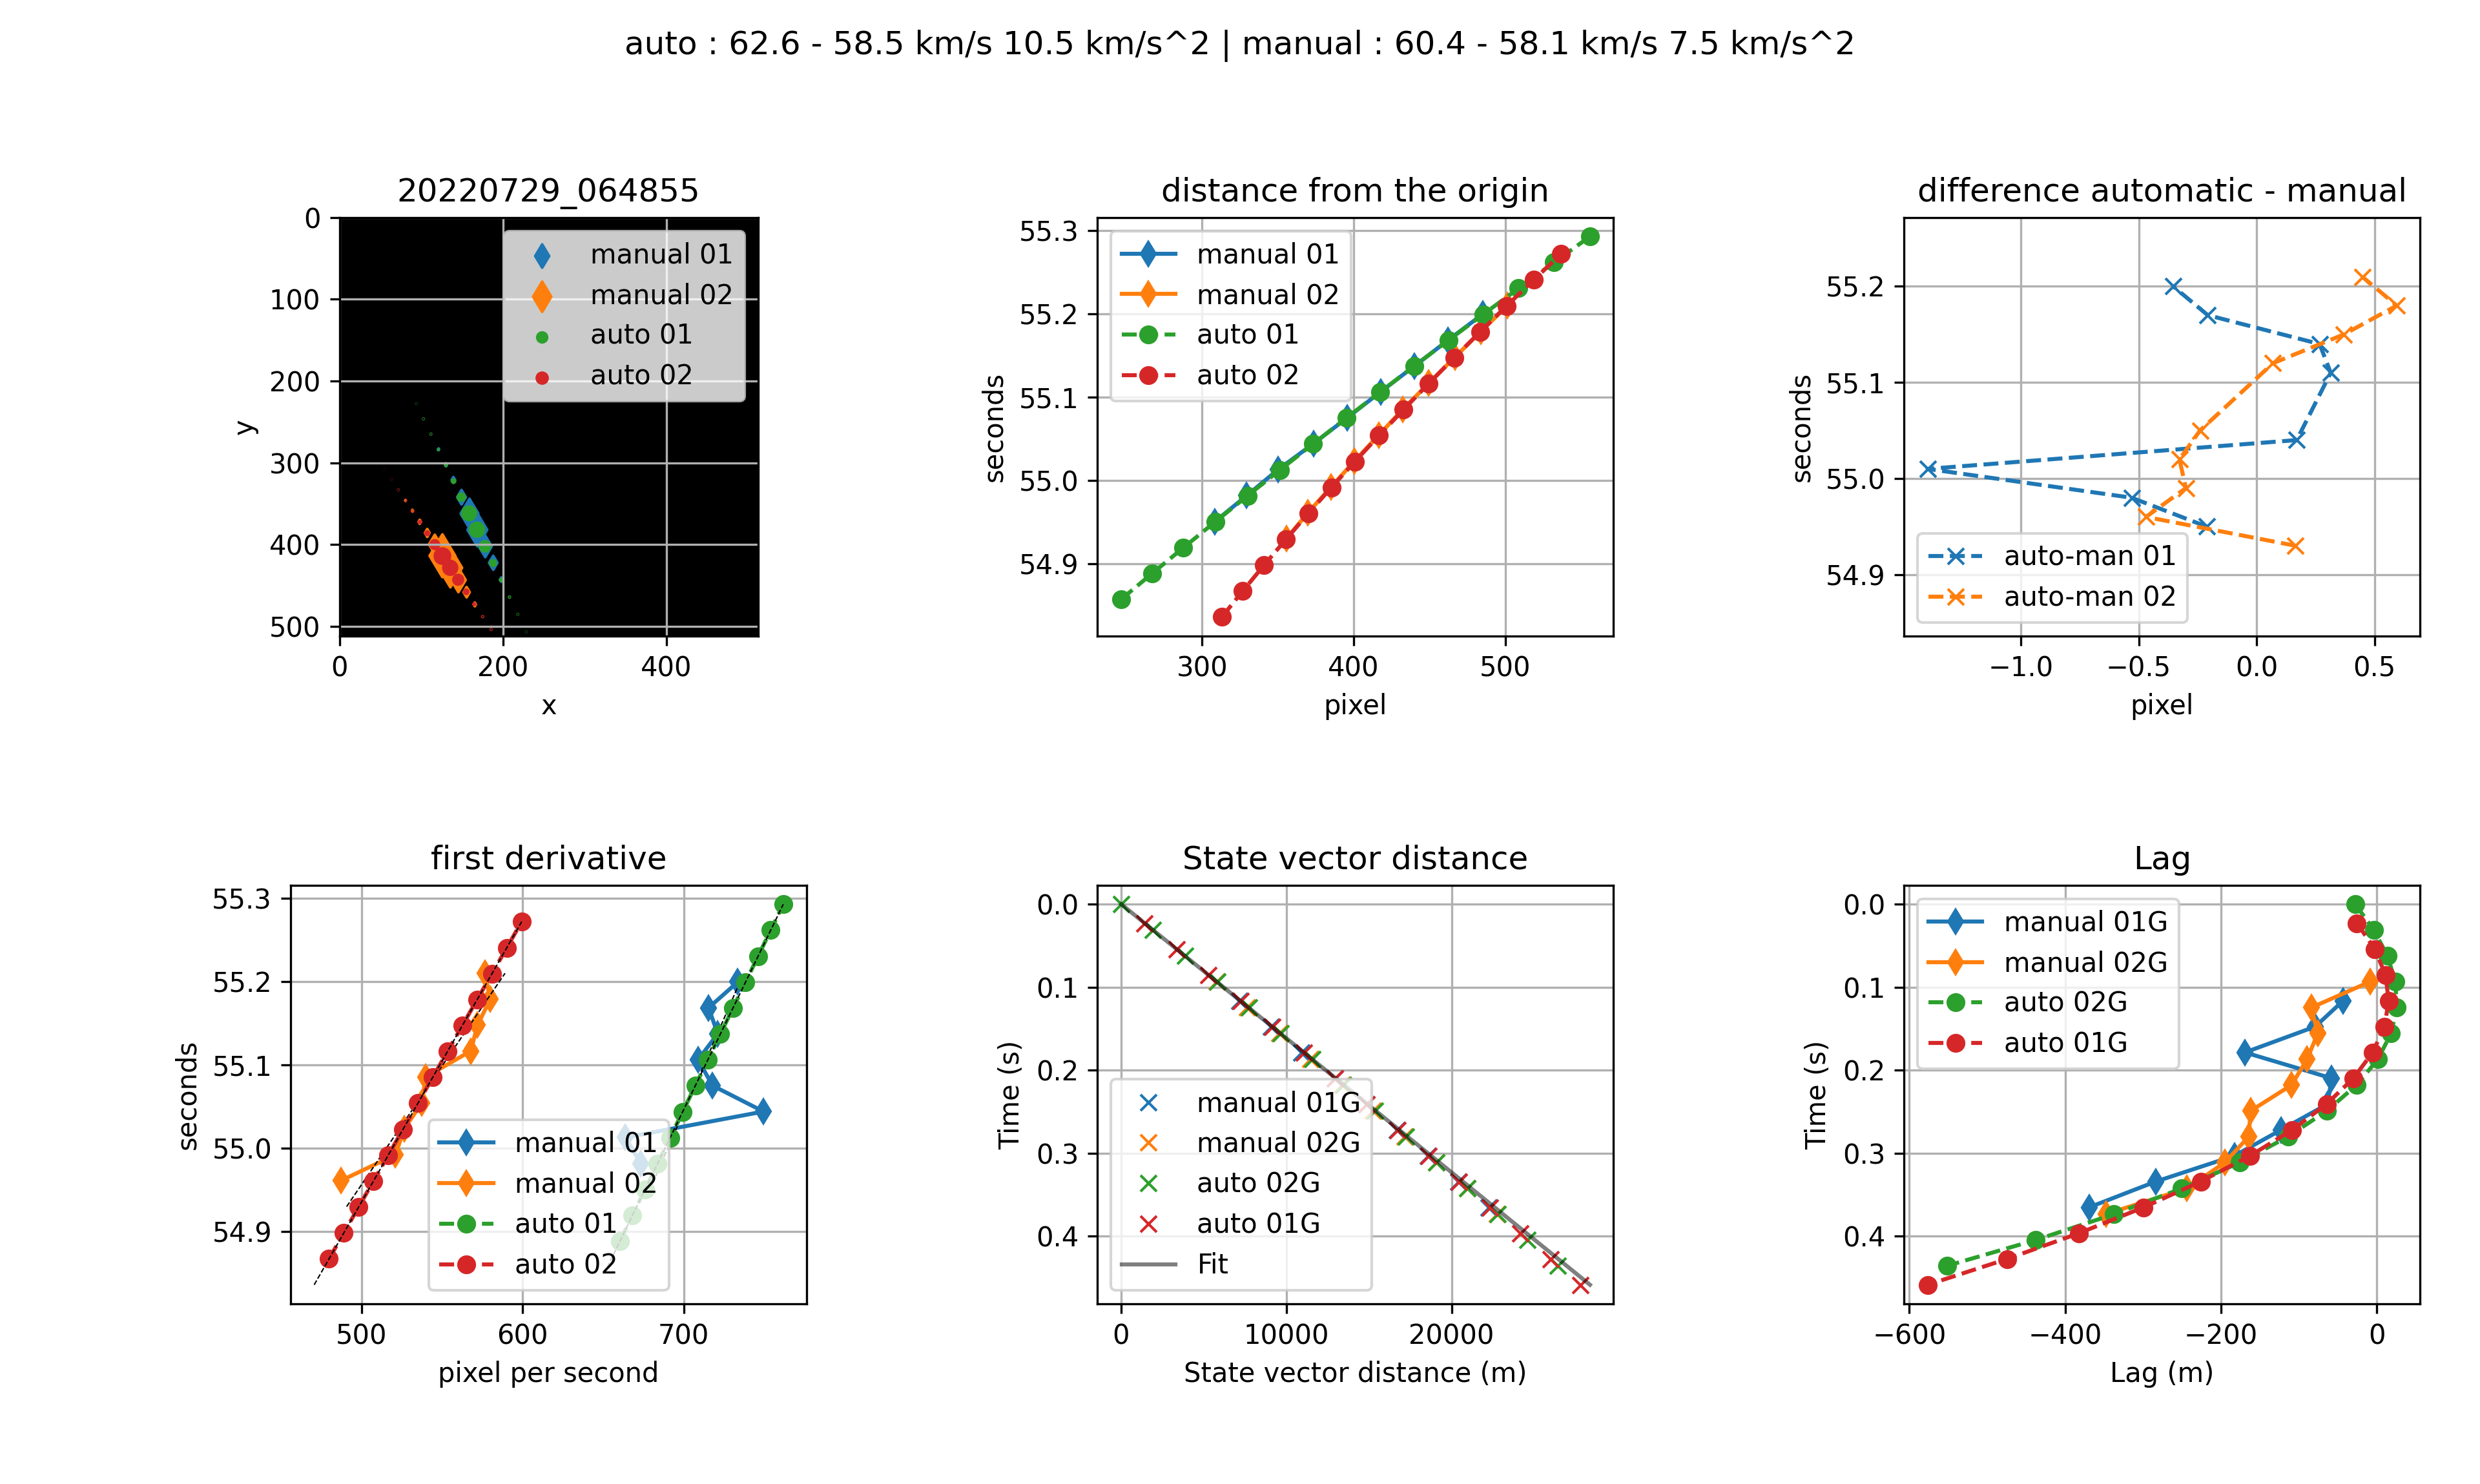 auto : 62.6 - 58.5 km/s 10.5 km/s^2 | manual : 60.4 - 58.1 km/s 7.5 km/s^2
20220729_064855
0
100
200
300
400
500
y
0
200
400
x
manual 01
manual 02
auto 01
auto 02
distance from the origin
55.3
55.2
55.1
55.0
54.9
seconds
300
400
500
pixel
manual 01
manual 02
auto 01
auto 02
difference automatic - manual
55.2
55.1
55.0
54.9
seconds
−1.0
−0.5
0.0
0.5
pixel
auto-man 01
auto-man 02
first derivative
55.3
55.2
55.1
55.0
54.9
seconds
500
600
700
pixel per second
manual 01
manual 02
auto 01
auto 02
State vector distance
0.0
0.1
0.2
0.3
0.4
Time (s)
0
10000
20000
State vector distance (m)
manual 01G
manual 02G
auto 02G
auto 01G
Fit
Lag
0.0
0.1
0.2
0.3
0.4
Time (s)
−600
−400
−200
0
Lag (m)
manual 01G
manual 02G
auto 02G
auto 01G